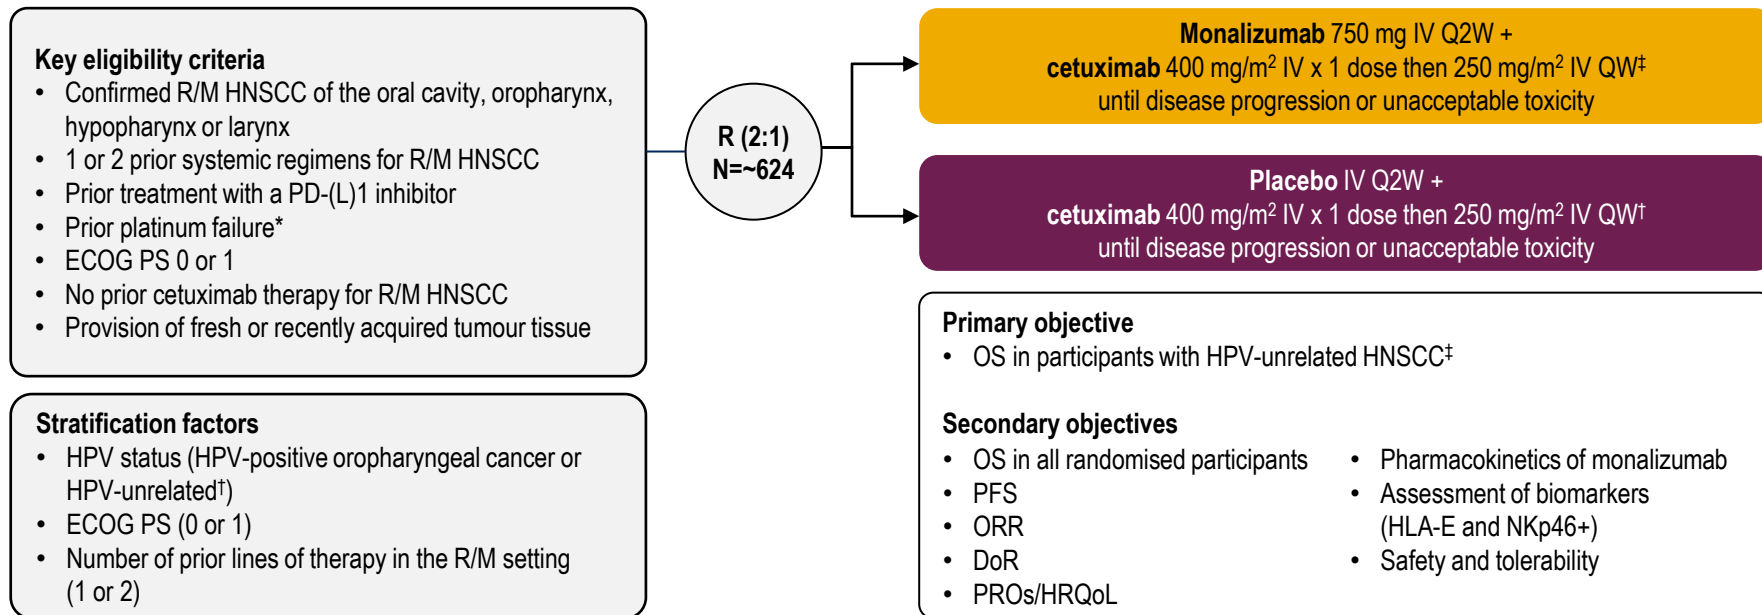 Key eligibility criteria
• Confirmed R/M HNSCC of the oral cavity, oropharynx,
hypopharynx or larynx
• 1 or 2 prior systemic regimens for R/M HNSCC
• Prior treatment with a PD-(L)1 inhibitor
• Prior platinum failure*
• ECOG PS 0 or 1
• No prior cetuximab therapy for R/M HNSCC
• Provision of fresh or recently acquired tumour tissue
Stratification factors
• HPV status (HPV-positive oropharyngeal cancer or
HPV-unrelated†)
• ECOG PS (0 or 1)
• Number of prior lines of therapy in the R/M setting
(1 or 2)
R (2:1)
N=~624
Monalizumab 750 mg IV Q2W +
cetuximab 400 mg/m² IV x 1 dose then 250 mg/m² IV QW‡
until disease progression or unacceptable toxicity
Placebo IV Q2W +
cetuximab 400 mg/m² IV x 1 dose then 250 mg/m² IV QW†
until disease progression or unacceptable toxicity
Primary objective
• OS in participants with HPV-unrelated HNSCC‡
Secondary objectives
• OS in all randomised participants
• PFS
• ORR
• DoR
• PROs/HRQoL
• Pharmacokinetics of monalizumab
• Assessment of biomarkers
(HLA-E and NKp46+)
• Safety and tolerability